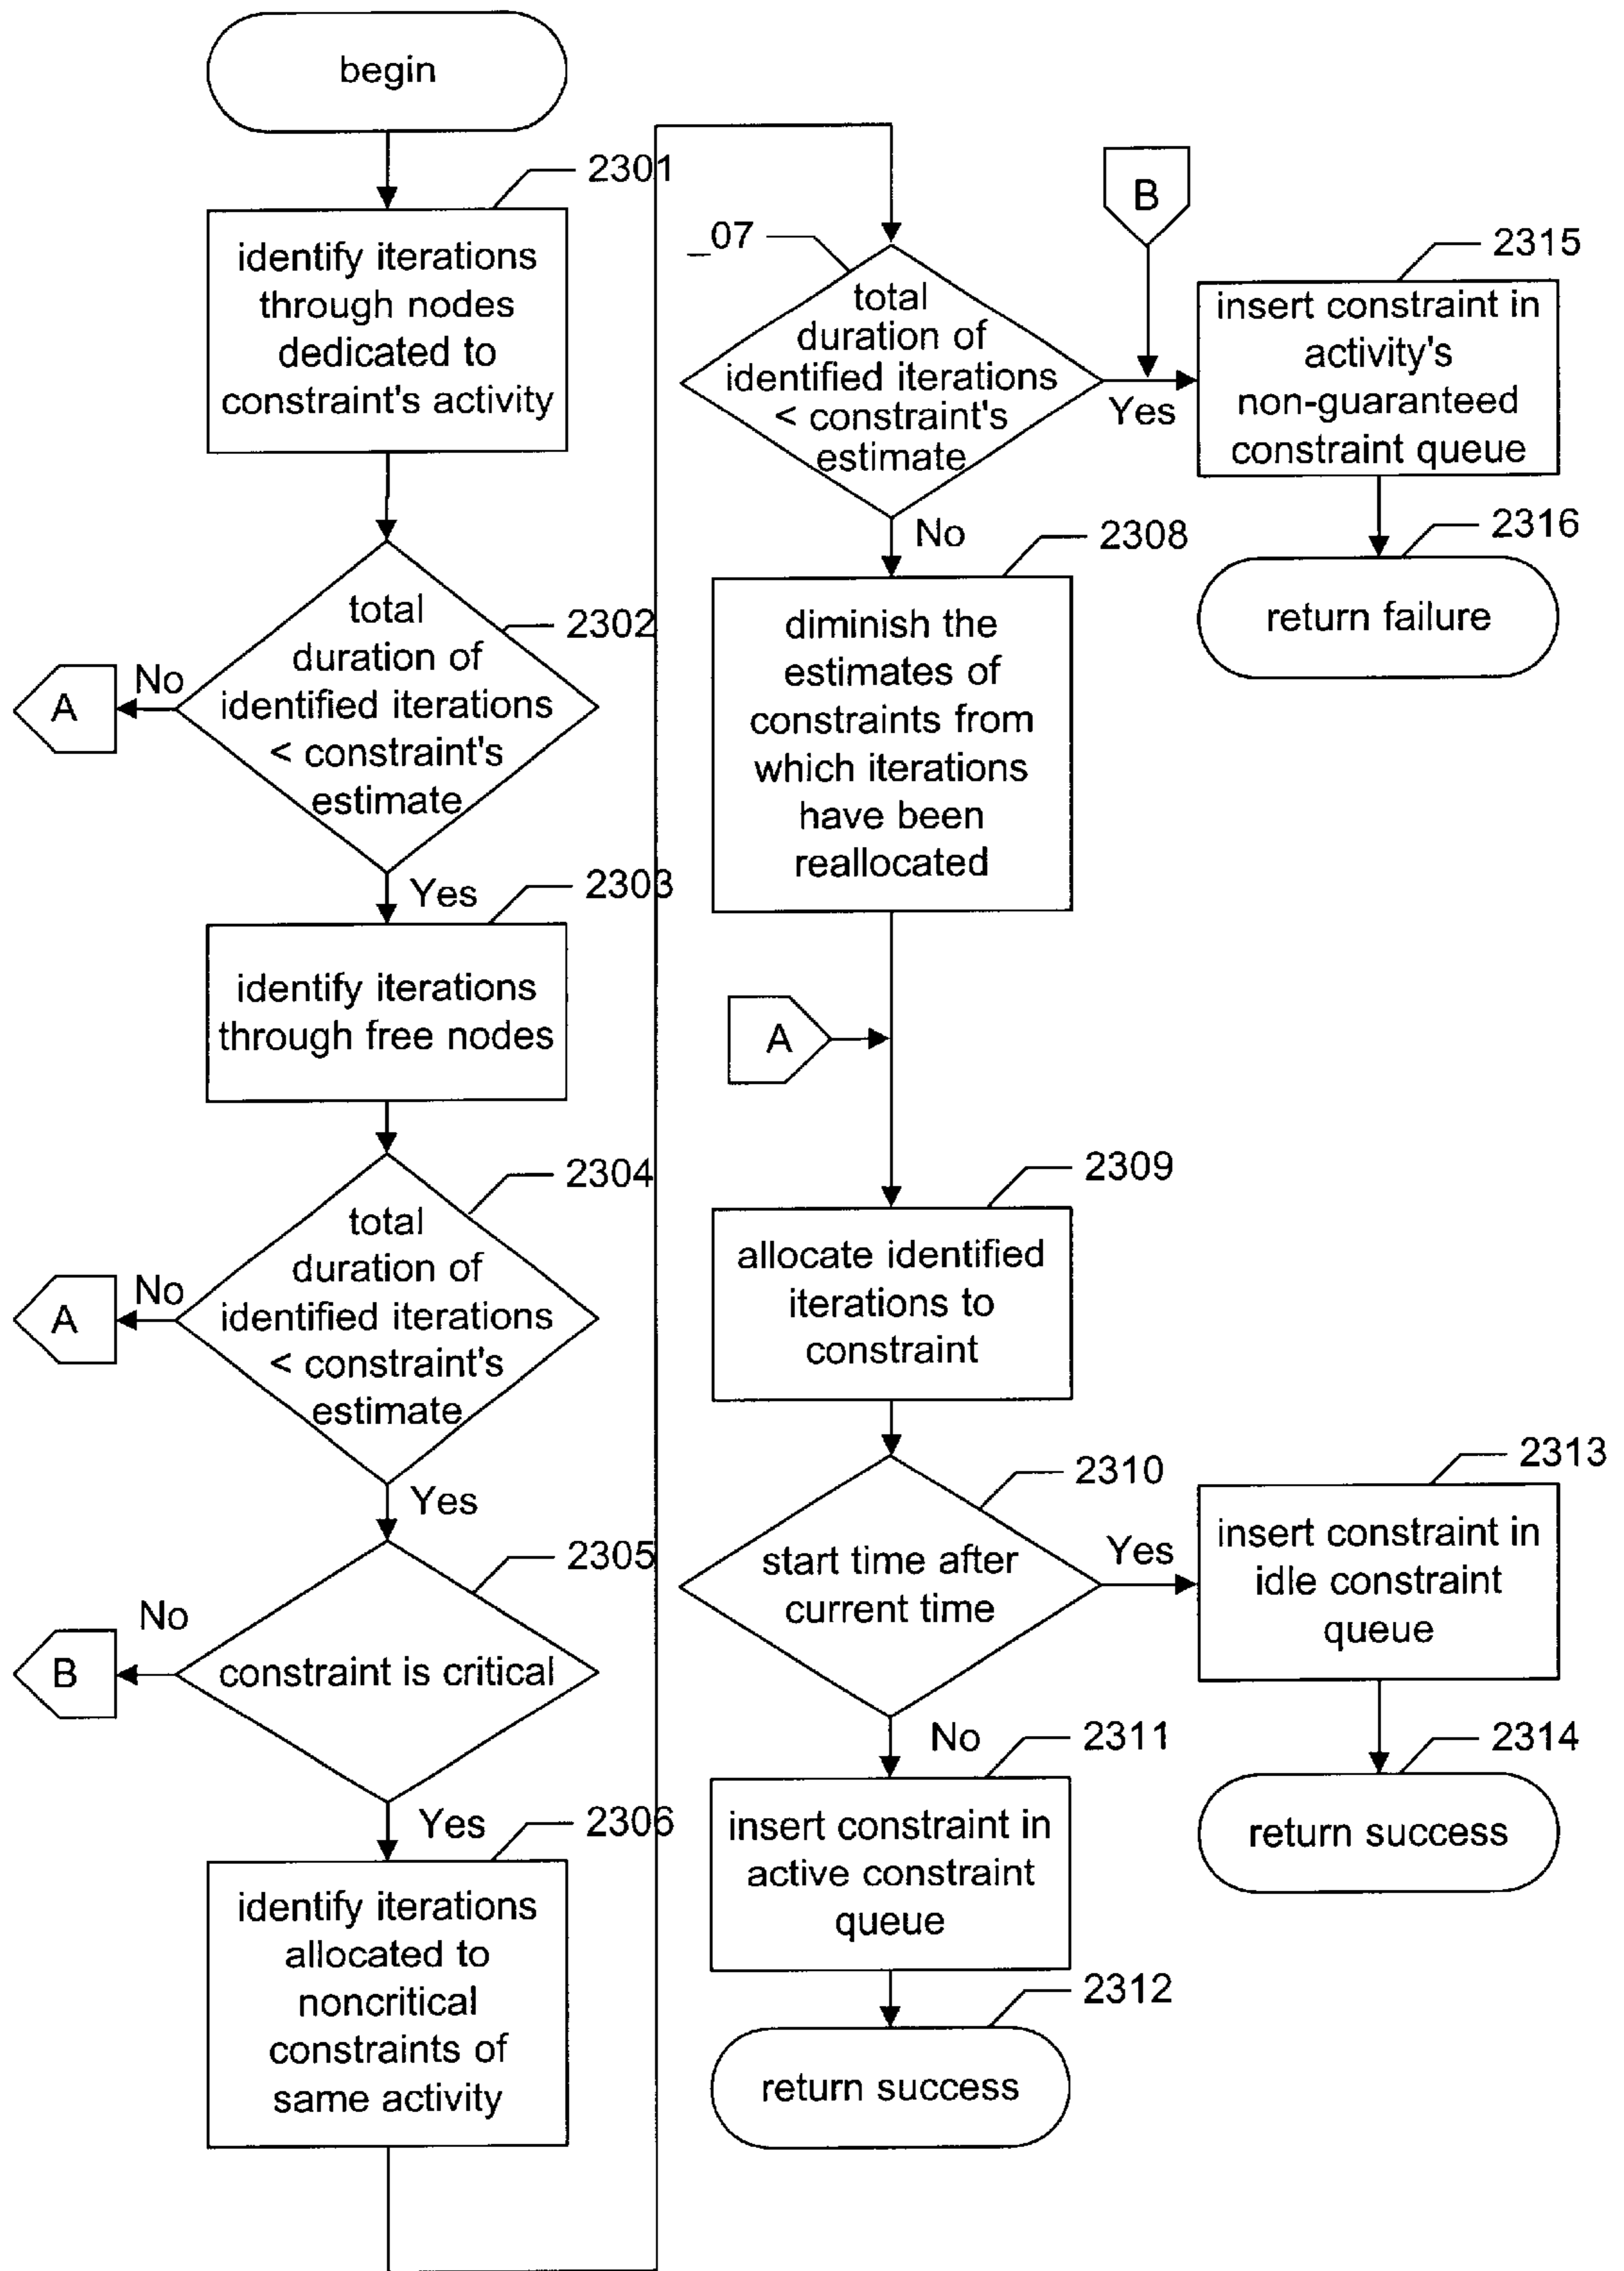 begin
2301
identify iterations
through nodes
dedicated to
constraint's activity
2302
total
duration of
identified iterations
< constraint's
estimate
No
A
Yes
2303
identify iterations
through free nodes
2304
total
duration of
identified iterations
< constraint's
estimate
No
A
Yes
2305
constraint is critical
No
B
Yes
2306
identify iterations
allocated to
noncritical
constraints of
same activity
_07
total
duration of
identified iterations
< constraint's
estimate
B
Yes
2315
insert constraint in
activity's
non-guaranteed
constraint queue
2316
return failure
No
2308
diminish the
estimates of
constraints from
which iterations
have been
reallocated
A
2309
allocate identified
iterations to
constraint
2310
start time after
current time
Yes
2313
insert constraint in
idle constraint
queue
2314
return success
No
2311
insert constraint in
active constraint
queue
2312
return success